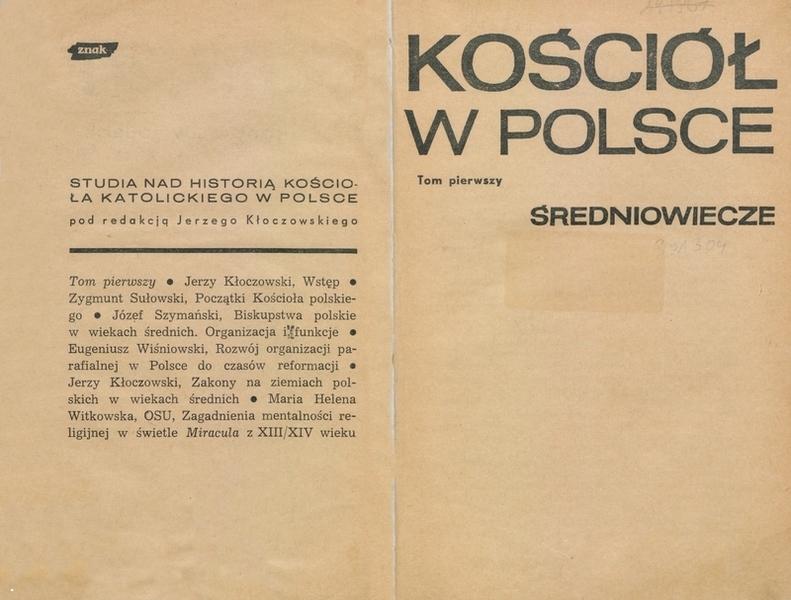 znak
STUDIA NAD HISTORIĄ KOŚCIO-
ŁA KATOLICKIEGO W POLSCE
pod redakcją Jerzego Kłoczowskiego
Tom pierwszy ● Jerzy Kłoczowski, Wstęp ●
Zygmunt Sułowski, Początki Kościoła polskie-
go ● Józef Szymański, Biskupstwa polskie
w wiekach średnich. Organizacja i funkcje ●
Eugeniusz Wiśniowski, Rozwój organizacji pa-
rafialnej w Polsce do czasów reformacji ●
Jerzy Kłoczowski, Zakony na ziemiach pol-
skich w wiekach średnich ● Maria Helena
Witkowska, OSU, Zagadnienia mentalności re-
ligijnej w świetle Miracula z XIII/XIV wieku
KOŚCIÓŁ
W POLSCE
Tom pierwszy
ŚREDNIOWIECZE